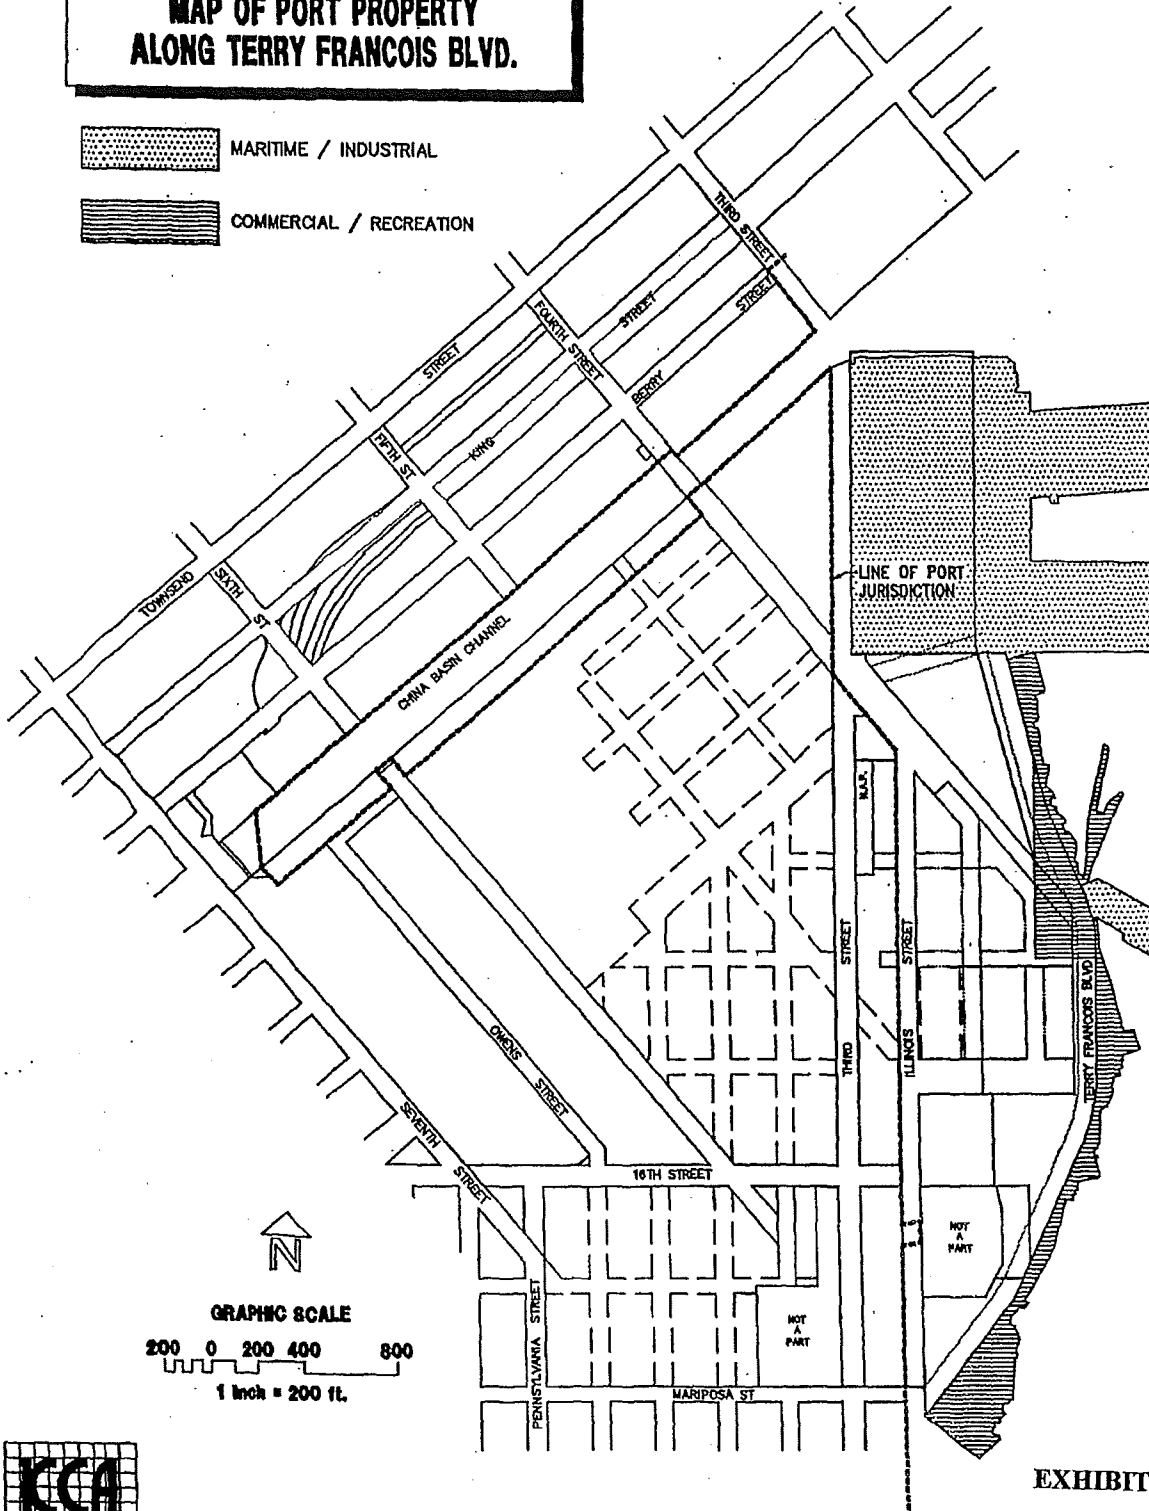 MAP OF PORT PROPERTY
ALONG TERRY FRANCOIS BLVD.
MARITIME / INDUSTRIAL
COMMERCIAL / RECREATION
THIRD STREET
STREET
STREET
FOURTH STREET
STREET
BERRY
FIFTH ST
KING
LINE OF PORT
JURISDICTION
TOWNSEND
SIXTH ST
CHINA BASIN CHANNEL
N.A.P.
STREET
STREET
TERRY FRANCOIS BLVD
OWENS
STREET
THIRD
ILLINOIS
SEVENTH
STREET
16TH STREET
NOT
A
PART
N
GRAPHIC SCALE
200 0 200 400 800
1 inch = 200 ft.
PENNSYLVANIA STREET
NOT
A
PART
MARIPOSA ST
KCA
EXHIBIT